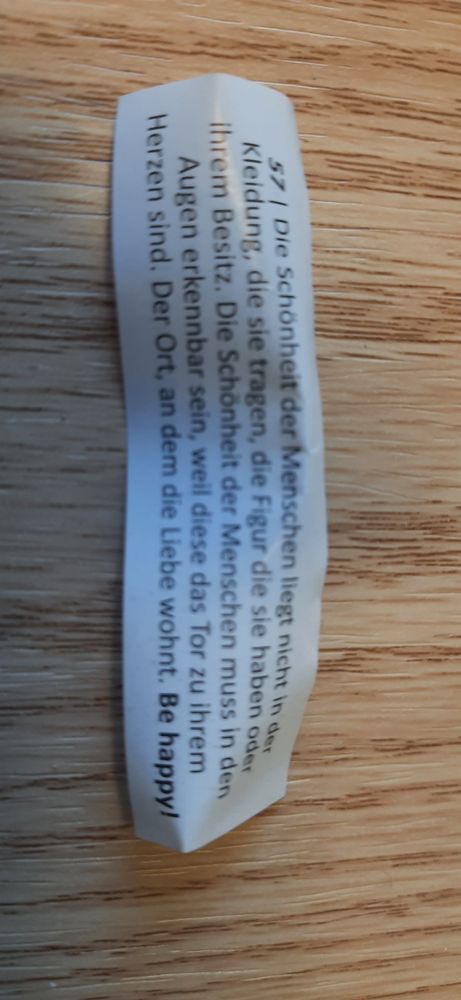 57 | Die Schönheit der Menschen liegt nicht in der
Kleidung, die sie tragen, die Figur die sie haben oder
ihrem Besitz. Die Schönheit der Menschen muss in den
Augen erkennbar sein, weil diese das Tor zu ihrem
Herzen sind. Der Ort, an dem die Liebe wohnt. Be happy!